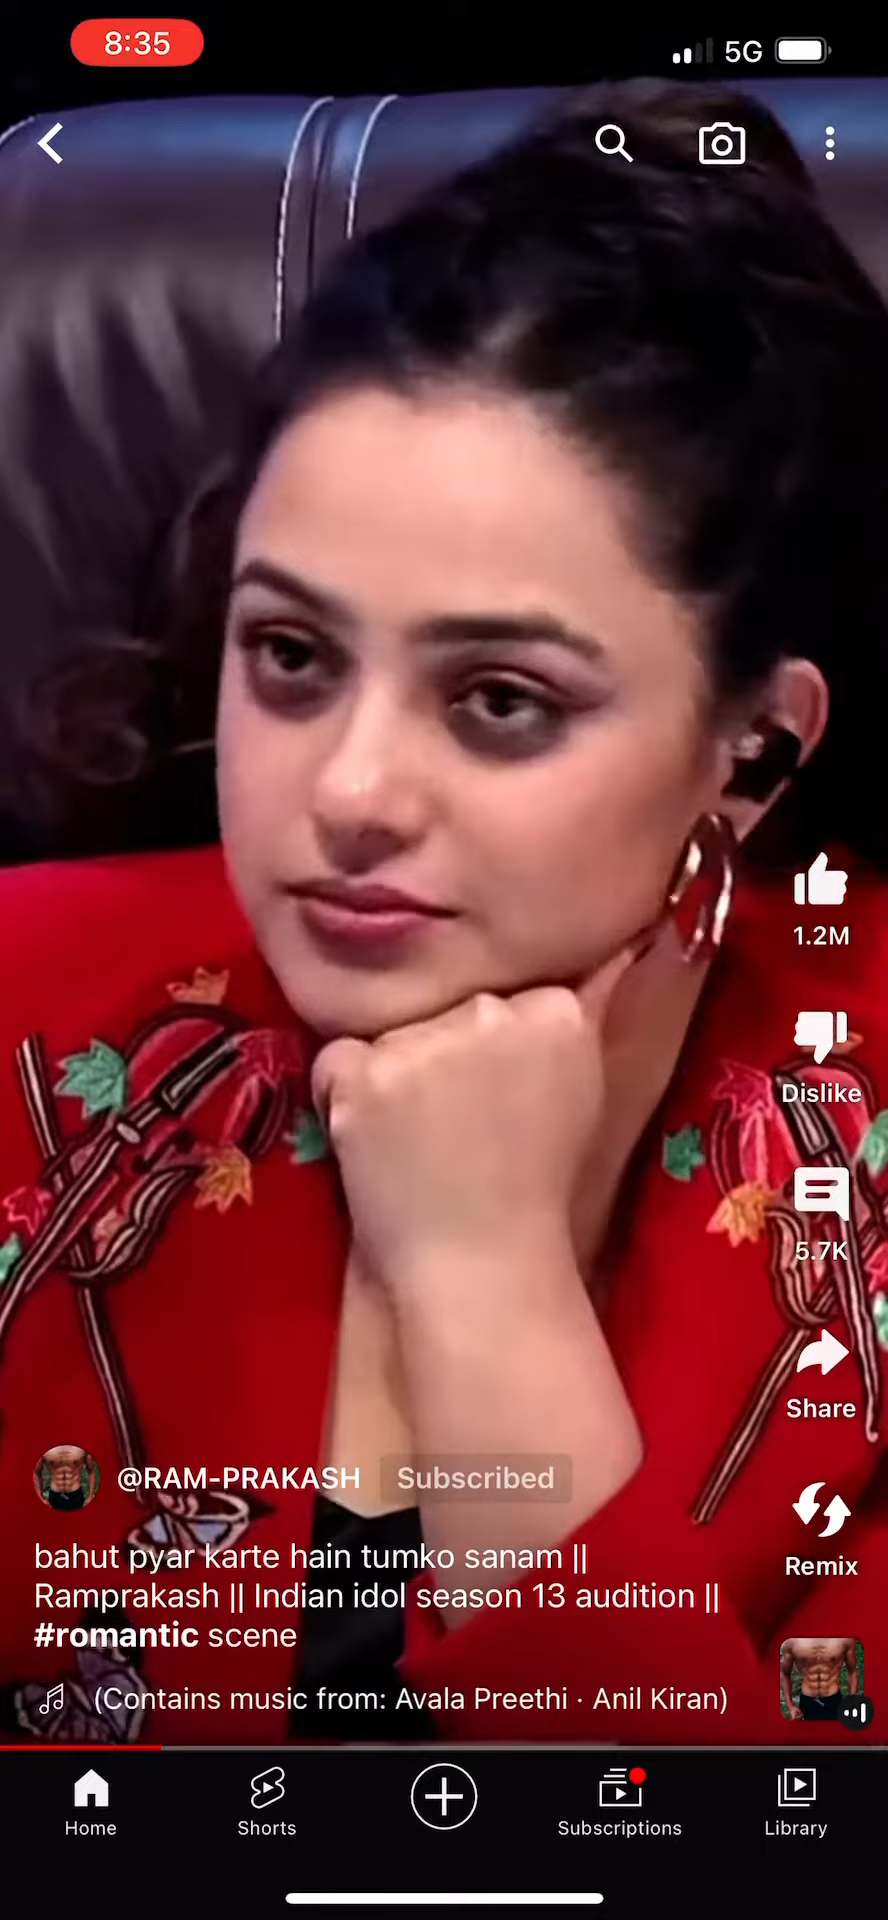 8:35
5G
1.2M
Dislike
5.7K
Share
@RAM-PRAKASH Subscribed
bahut pyar karte hain tumko sanam ||
Ramprakash || Indian idol season 13 audition ||
#romantic scene
Remix
(Contains music from: Avala Preethi · Anil Kiran)
Home Shorts Subscriptions Library